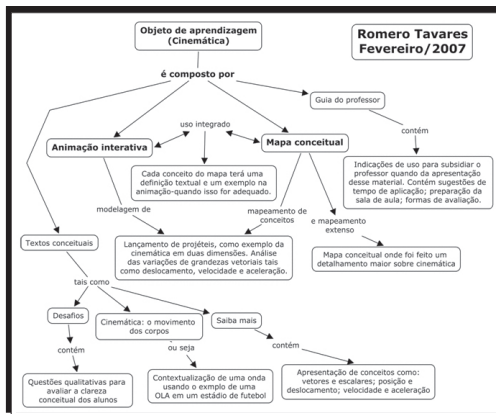 Objeto de aprendizagem
(Cinemática)
Romero Tavares
Fevereiro/2007
é composto por
Guia do professor
uso integrado
contém
Animação interativa
Mapa conceitual
Cada conceito do mapa terá uma
definição textual e um exemplo na
animação-quando isso for adequado.
Indicações de uso para subsidiar o
professor quando da apresentação
desse material. Contém sugestões de
tempo de aplicação; preparação da
sala de aula; formas de avaliação.
modelagem de
mapeamento de
conceitos
e mapeamento
extenso
Textos conceituais
Lançamento de projéteis, como exemplo da
cinemática em duas dimensões. Análise
das variações de grandezas vetoriais tais
como deslocamento, velocidade e aceleração.
Mapa conceitual onde foi feito um
detalhamento maior sobre cinemática
tais como
Desafios
Cinemática: o movimento
dos corpos
Saiba mais
contém
ou seja
contém
Questões qualitativas para
avaliar a clareza
conceitual dos alunos
Contextualização de uma onda
usando o exmplo de uma
OLA em um estádio de futebol
Apresentação de conceitos como:
vetores e escalares; posição e
deslocamento; velocidade e aceleração